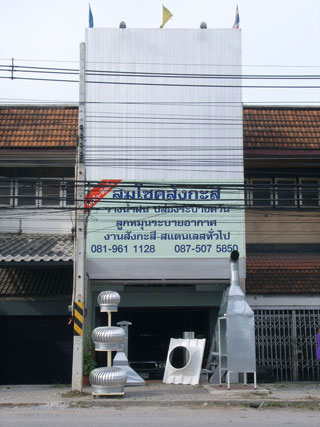 สมโชคสังกะสี
รางน้ำฝน ปล่องระบายควัน
ลูกหมุนระบายอากาศ
งานสังกะสี-สแตนเลสทั่วไป
081-961 1128 087-507 5850